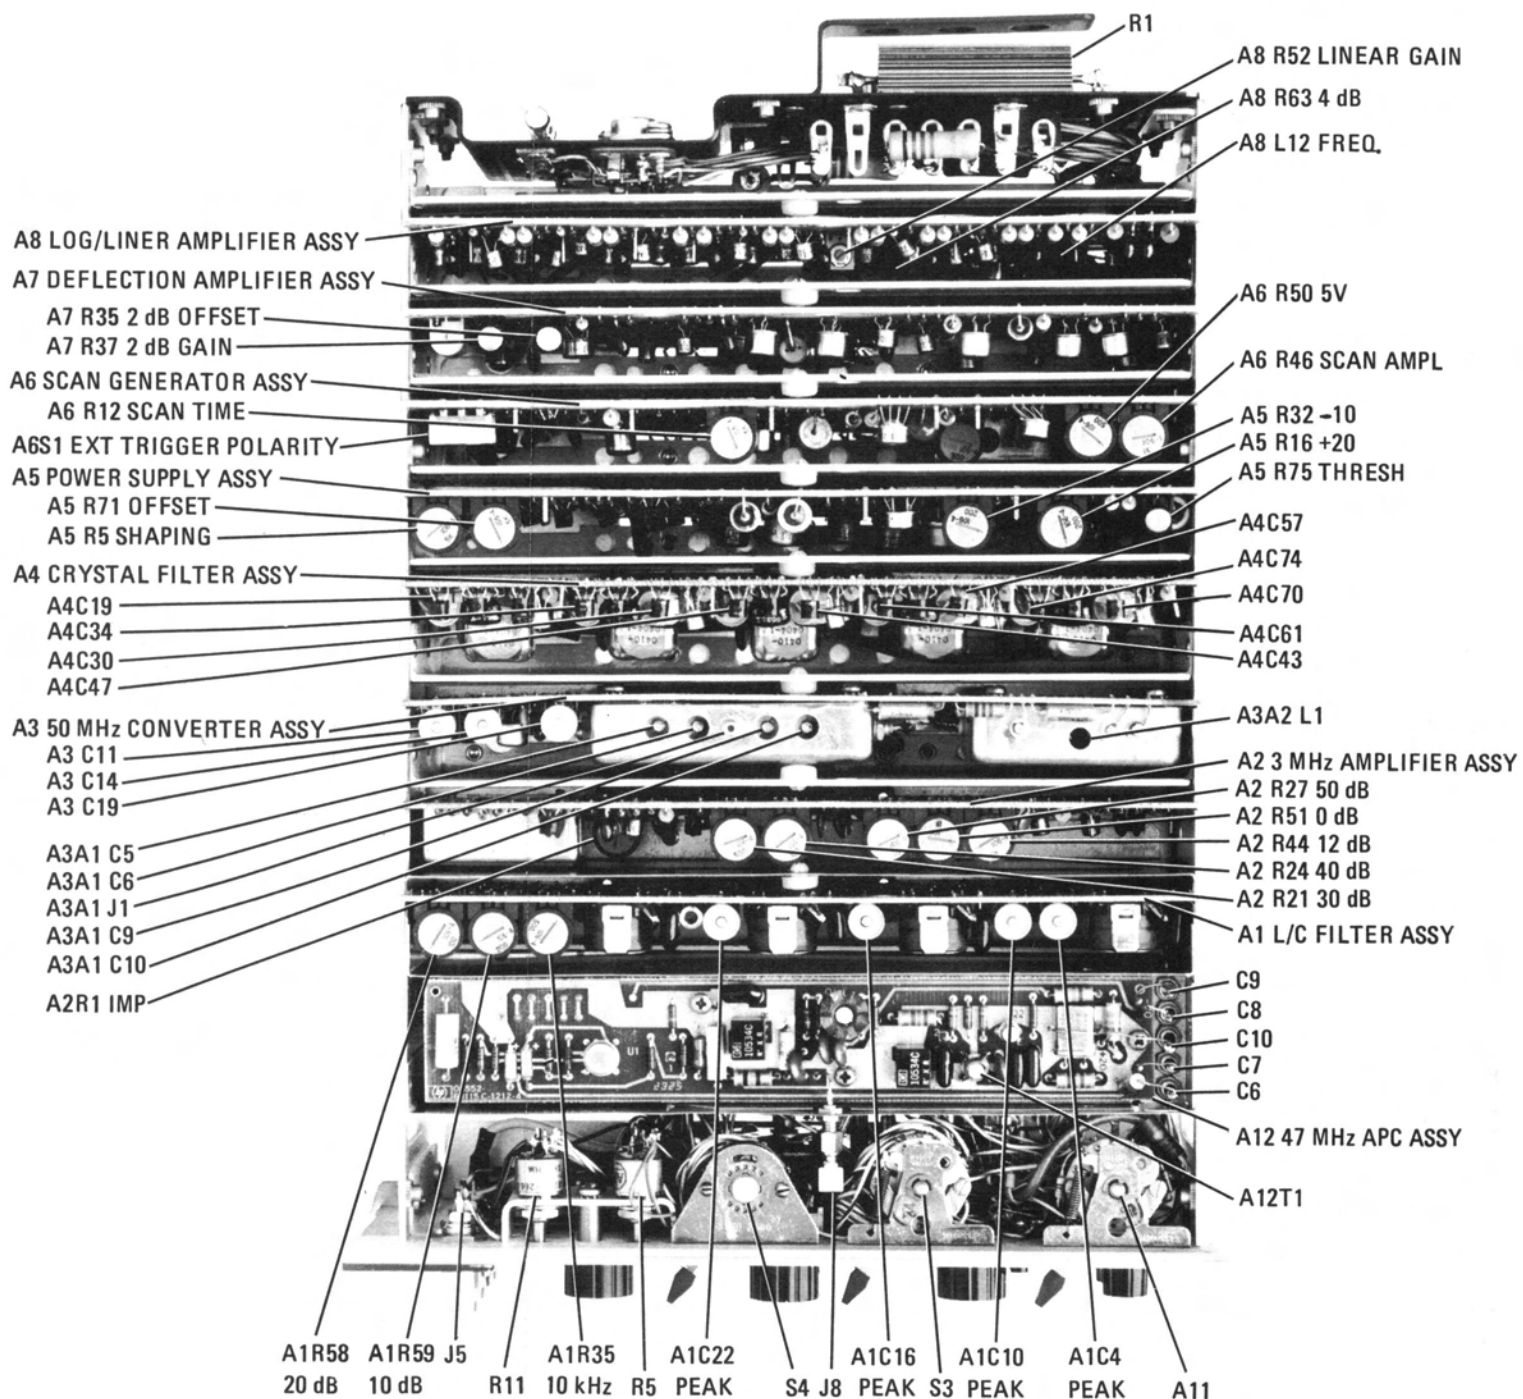 R1
A8 R52 LINEAR GAIN
A8 R63 4 dB
A8 L12 FREQ.
A8 LOG/LINER AMPLIFIER ASSY
A7 DEFLECTION AMPLIFIER ASSY
A7 R35 2 dB OFFSET
A7 R37 2 dB GAIN
A6 SCAN GENERATOR ASSY
A6 R12 SCAN TIME
A6S1 EXT TRIGGER POLARITY
A5 POWER SUPPLY ASSY
A5 R71 OFFSET
A5 R5 SHAPING
A4 CRYSTAL FILTER ASSY
A4C19
A4C34
A4C30
A4C47
A3 50 MHz CONVERTER ASSY
A3 C11
A3 C14
A3 C19
A3A1 C5
A3A1 C6
A3A1 J1
A3A1 C9
A3A1 C10
A2R1 IMP
A6 R50 5V
A6 R46 SCAN AMPL
A5 R32 -10
A5 R16 +20
A5 R75 THRESH
A4C57
A4C74
A4C70
A4C61
A4C43
A3A2 L1
A2 3 MHz AMPLIFIER ASSY
A2 R27 50 dB
A2 R51 0 dB
A2 R44 12 dB
A2 R24 40 dB
A2 R21 30 dB
A1 L/C FILTER ASSY
C9
C8
C10
C7
C6
A12 47 MHz APC ASSY
A12T1
U1
10534C
10534C
2325
A1R58
20 dB
A1R59
10 dB
J5
R11
A1R35
10 kHz
R5
A1C22
PEAK
S4
J8
A1C16
PEAK
S3
A1C10
PEAK
A1C4
PEAK
A11